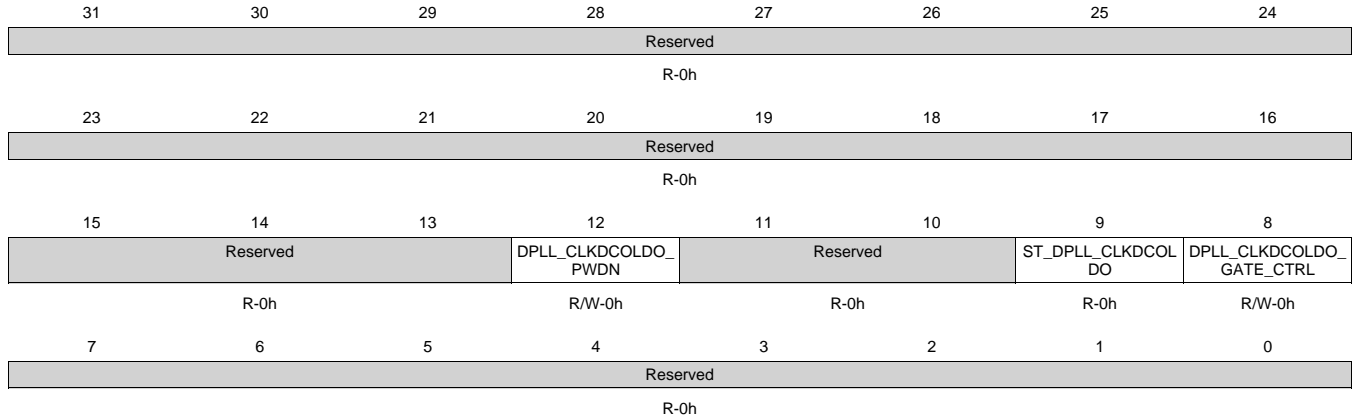 31 30 29 28 27 26 25 24
Reserved
R-0h
23 22 21 20 19 18 17 16
Reserved
R-0h
15 14 13 12 11 10 9 8
Reserved DPLL_CLKDCOLDO_ Reserved ST_DPLL_CLKDCOL DPLL_CLKDCOLDO_
PWDN DO GATE_CTRL
R-0h R/W-0h R-0h R-0h R/W-0h
7 6 5 4 3 2 1 0
Reserved
R-0h